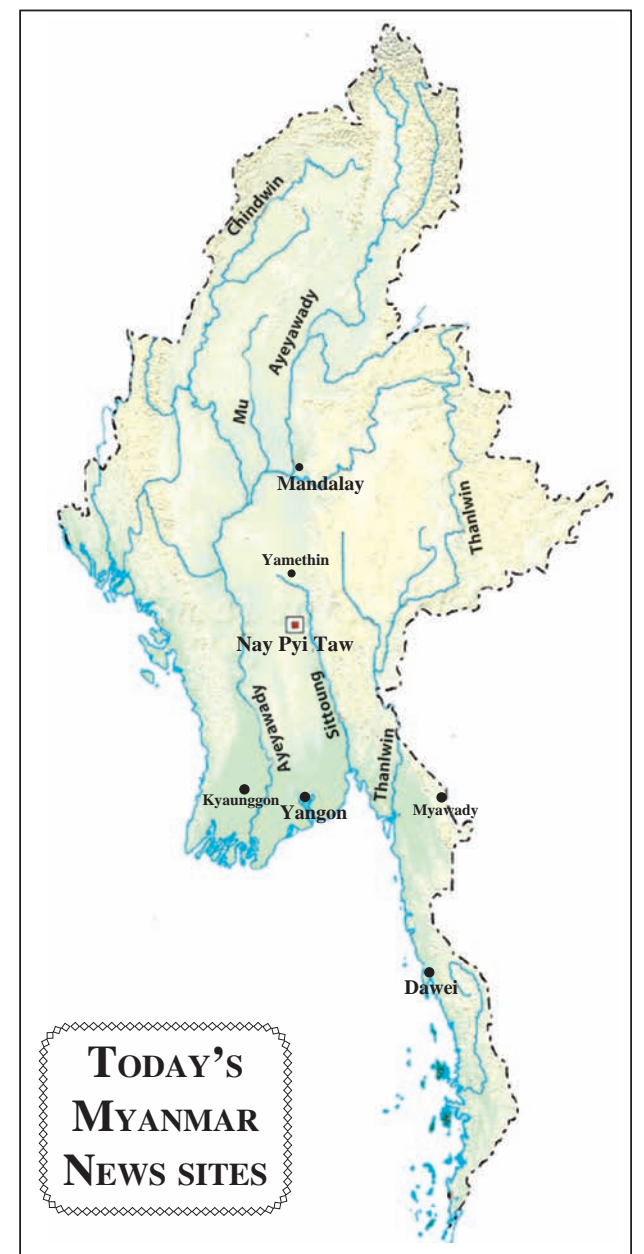 Chindwin
Ayeyawady
Mu
Mandalay
Thanlwin
Yamethin
Nay Pyi Taw
Sittoung
Ayeyawady
Thanlwin
Kyaunggon
Yangon
Myawady
Dawei
TODAY'S
MYANMAR
NEWS SITES